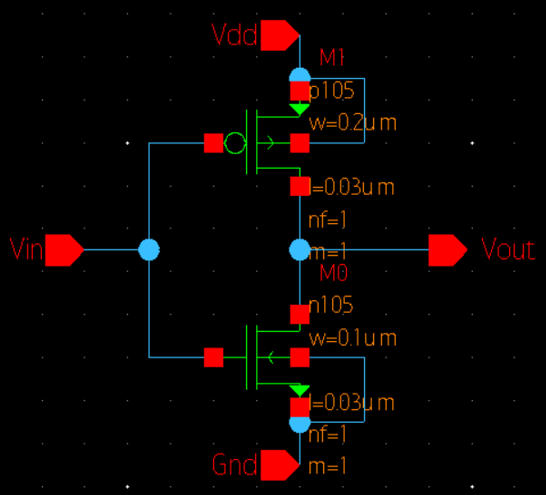 Vdd
M1
p105
w=0.2um
l=0.03um
nf=1
m=1
Vin
Vout
M0
n105
w=0.1um
l=0.03um
nf=1
m=1
Gnd